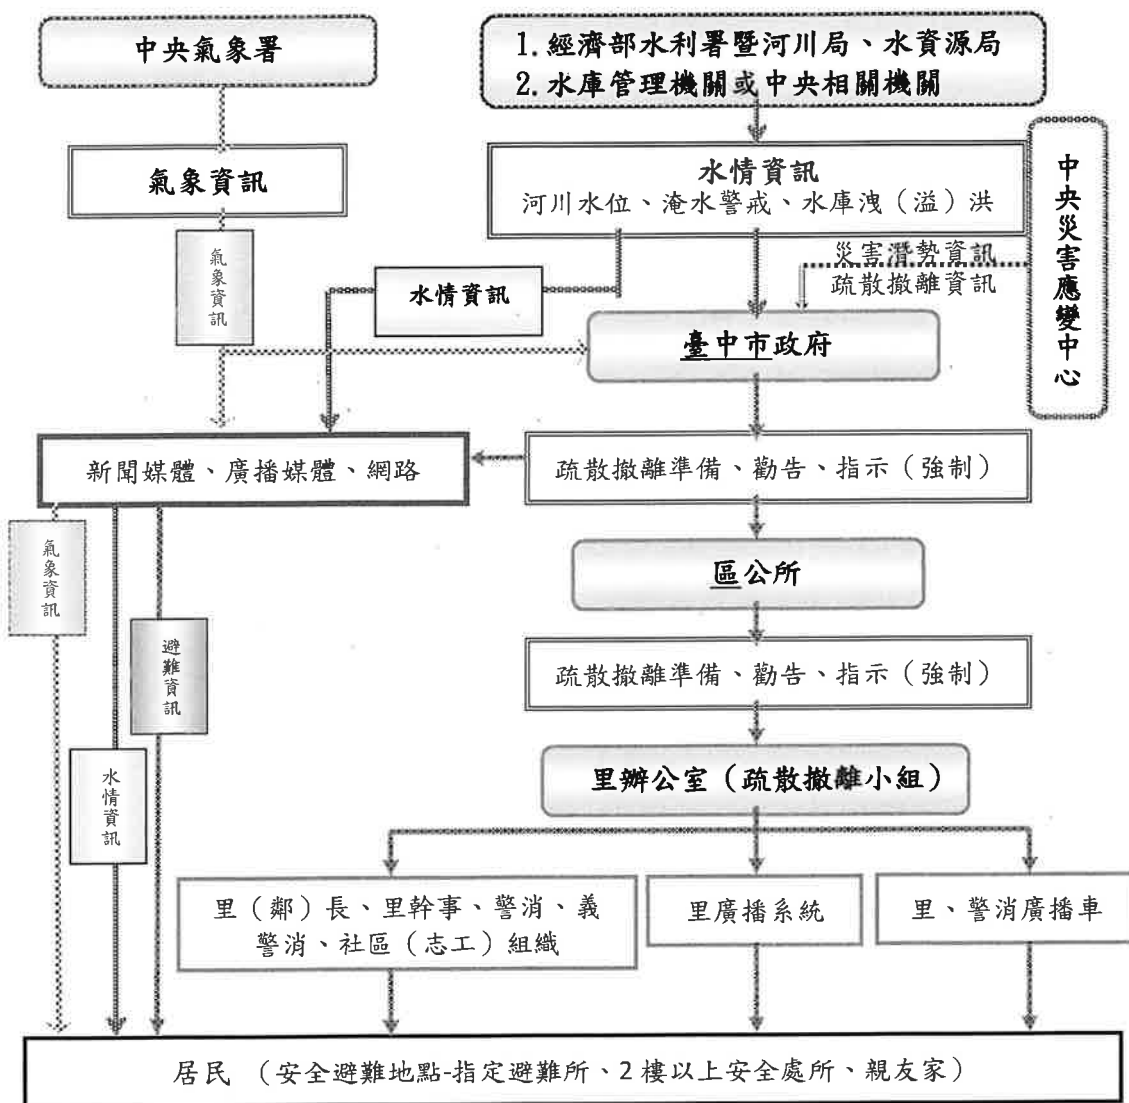 中央氣象署
1.經濟部水利署暨河川局、水資源局
2.水庫管理機關或中央相關機關
氣象資訊
水情資訊
河川水位、淹水警戒、水庫洩（溢）洪
中央災害應變中心
氣象資訊
水情資訊
災害潛勢資訊
疏散撤離資訊
臺中市政府
新聞媒體、廣播媒體、網路
疏散撤離準備、勸告、指示（強制）
氣象資訊
區公所
避難資訊
疏散撤離準備、勸告、指示（強制）
水情資訊
里辦公室（疏散撤離小組）
里（鄰）長、里幹事、警消、義
警消、社區（志工）組織
里廣播系統
里、警消廣播車
居民 （安全避難地點-指定避難所、2樓以上安全處所、親友家）